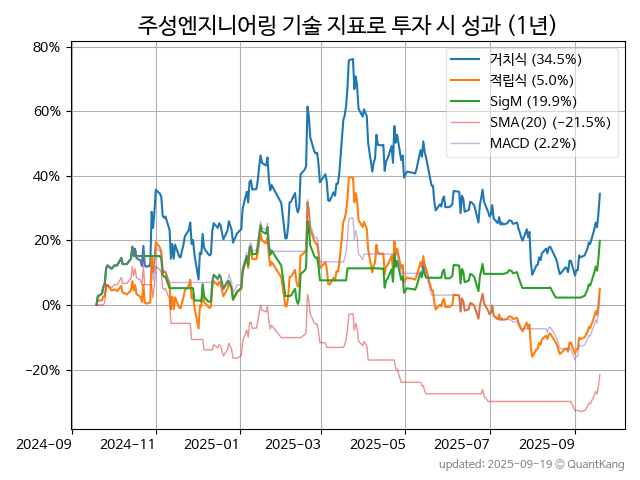 주성엔지니어링 기술 지표로 투자 시 성과 (1년)
거치식 (34.5%)
적립식 (5.0%)
SigM (19.9%)
SMA(20) (−21.5%)
MACD (2.2%)
80%
60%
40%
20%
0%
−20%
2024-09 2024-11 2025-01 2025-03 2025-05 2025-07 2025-09
updated: 2025-09-19 © QuantKang